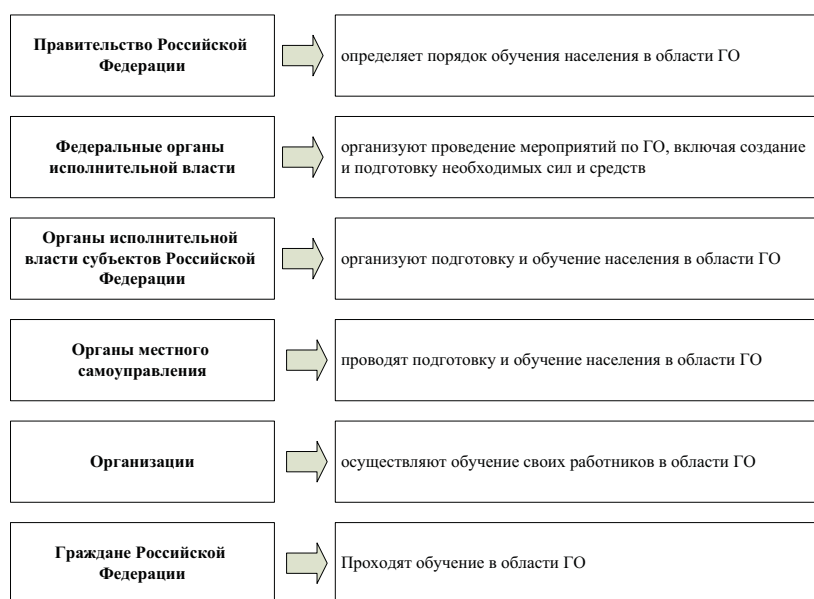 Правительство Российской
Федерации
определяет порядок обучения населения в области ГО
Федеральные органы
исполнительной власти
организуют проведение мероприятий по ГО, включая создание
и подготовку необходимых сил и средств
Органы исполнительной
власти субъектов Российской
Федерации
организуют подготовку и обучение населения в области ГО
Органы местного
самоуправления
проводят подготовку и обучение населения в области ГО
Организации
осуществляют обучение своих работников в области ГО
Граждане Российской
Федерации
Проходят обучение в области ГО